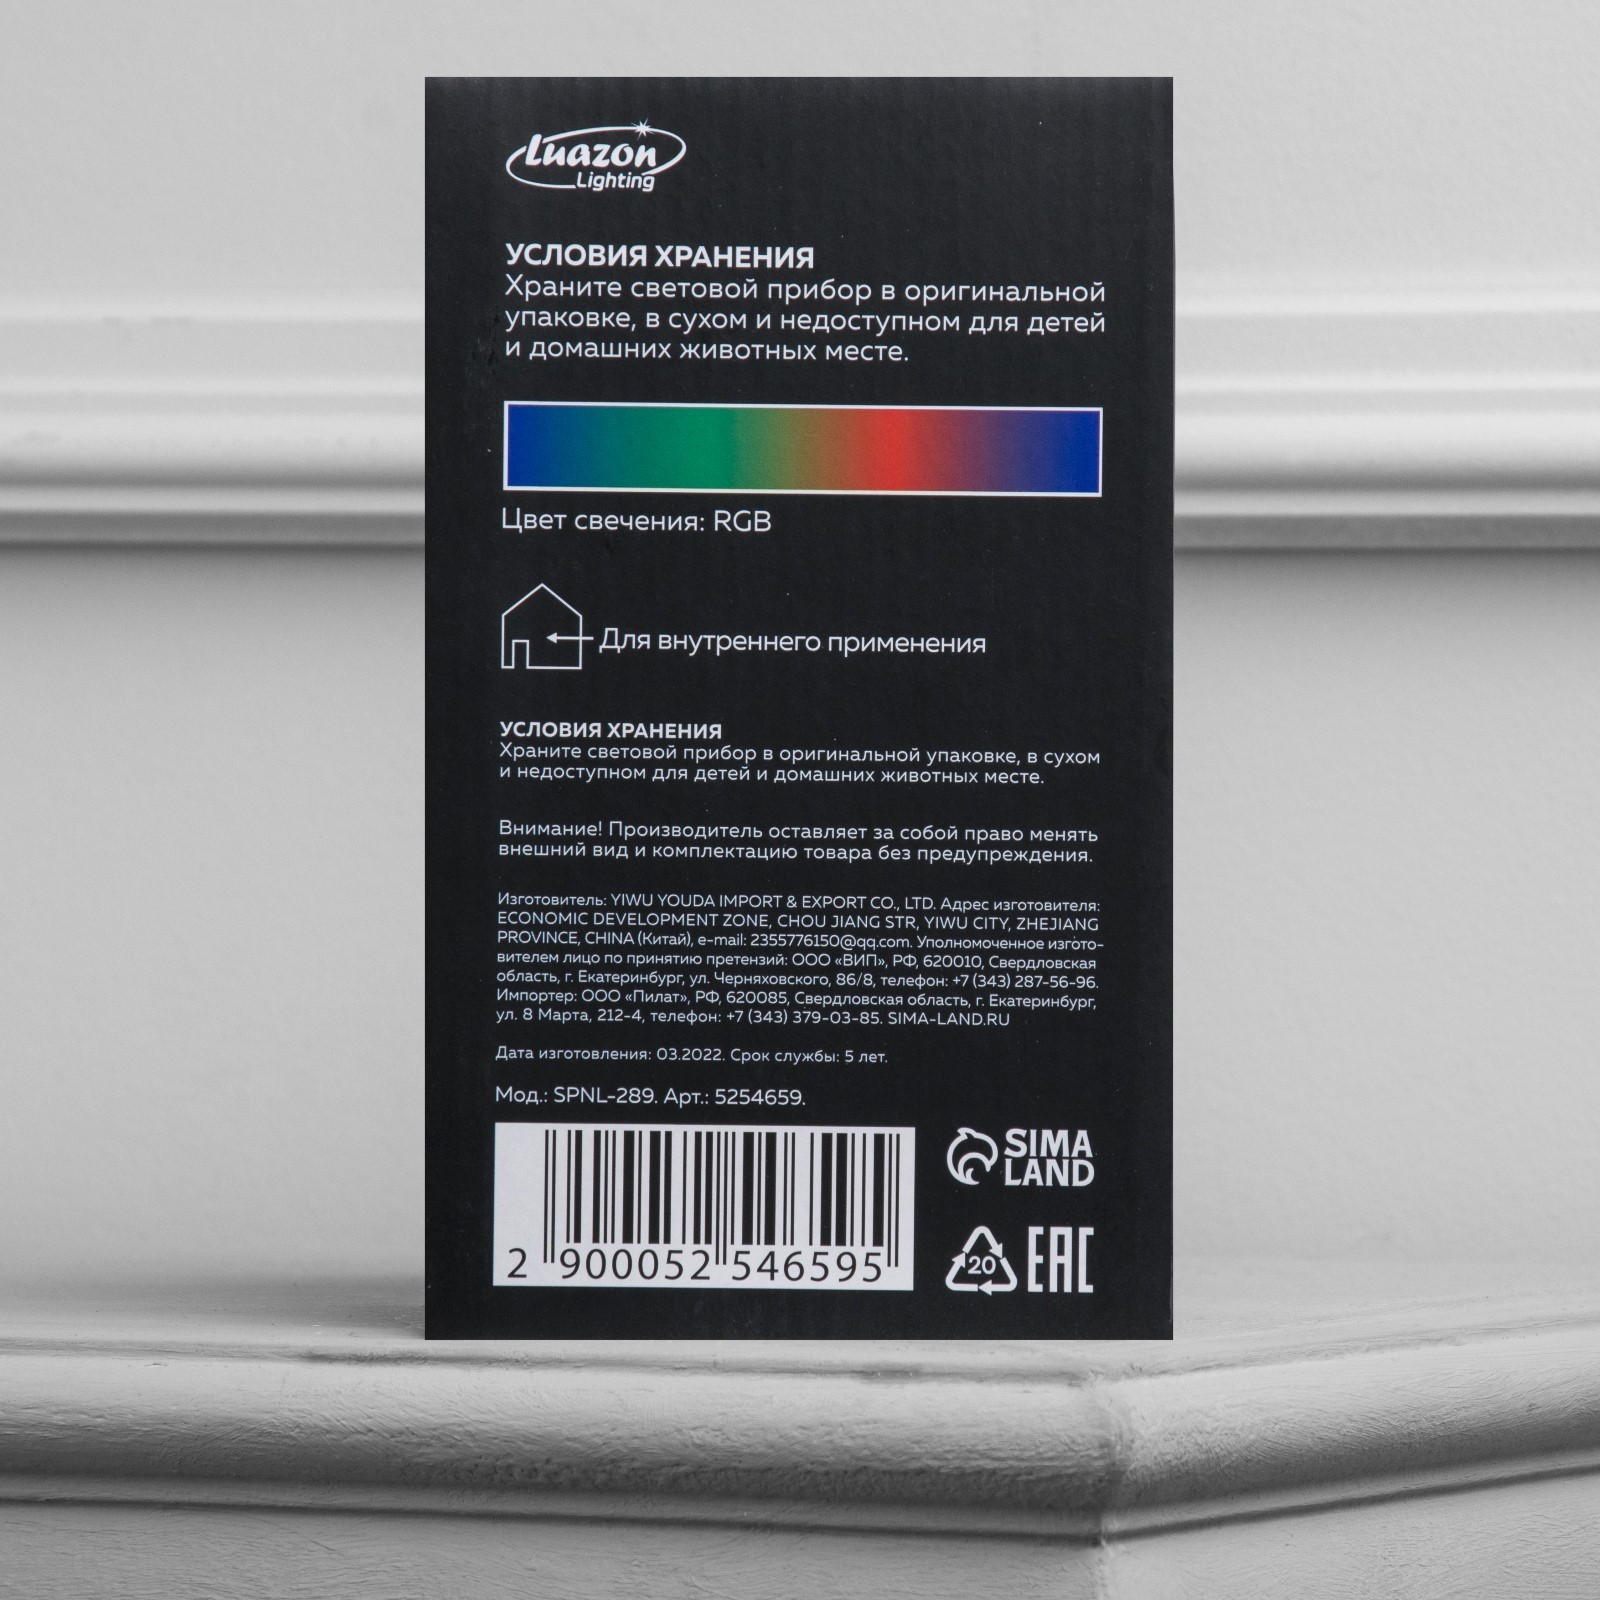 Luazon
Lighting
УСЛОВИЯ ХРАНЕНИЯ
Храните световой прибор в оригинальной
упаковке, в сухом и недоступном для детей
и домашних животных месте.
Цвет свечения: RGB
Для внутреннего применения
УСЛОВИЯ ХРАНЕНИЯ
Храните световой прибор в оригинальной упаковке, в сухом
и недоступном для детей и домашних животных месте.
Внимание! Производитель оставляет за собой право менять
внешний вид и комплектацию товара без предупреждения.
Изготовитель: YIWU YOUDA IMPORT & EXPORT CO., LTD. Адрес изготовителя:
ECONOMIC DEVELOPMENT ZONE, CHOU JIANG STR, YIWU CITY, ZHEJIANG
PROVINCE, CHINA (Китай), e-mail: 2355776150@qq.com. Уполномоченное изгото-
вителем лицо по принятию претензий: ООО «ВИП», РФ, 620010, Свердловская
область, г. Екатеринбург, ул. Черняховского, 86/8, телефон: +7 (343) 287-56-96.
Импортер: ООО «Пилат», РФ, 620085, Свердловская область, г. Екатеринбург,
ул. 8 Марта, 212-4, телефон: +7 (343) 379-03-85. SIMA-LAND.RU
Дата изготовления: 03.2022. Срок службы: 5 лет.
Мод.: SPNL-289. Арт.: 5254659.
SIMA
LAND
2 900052 546595
20
EAC